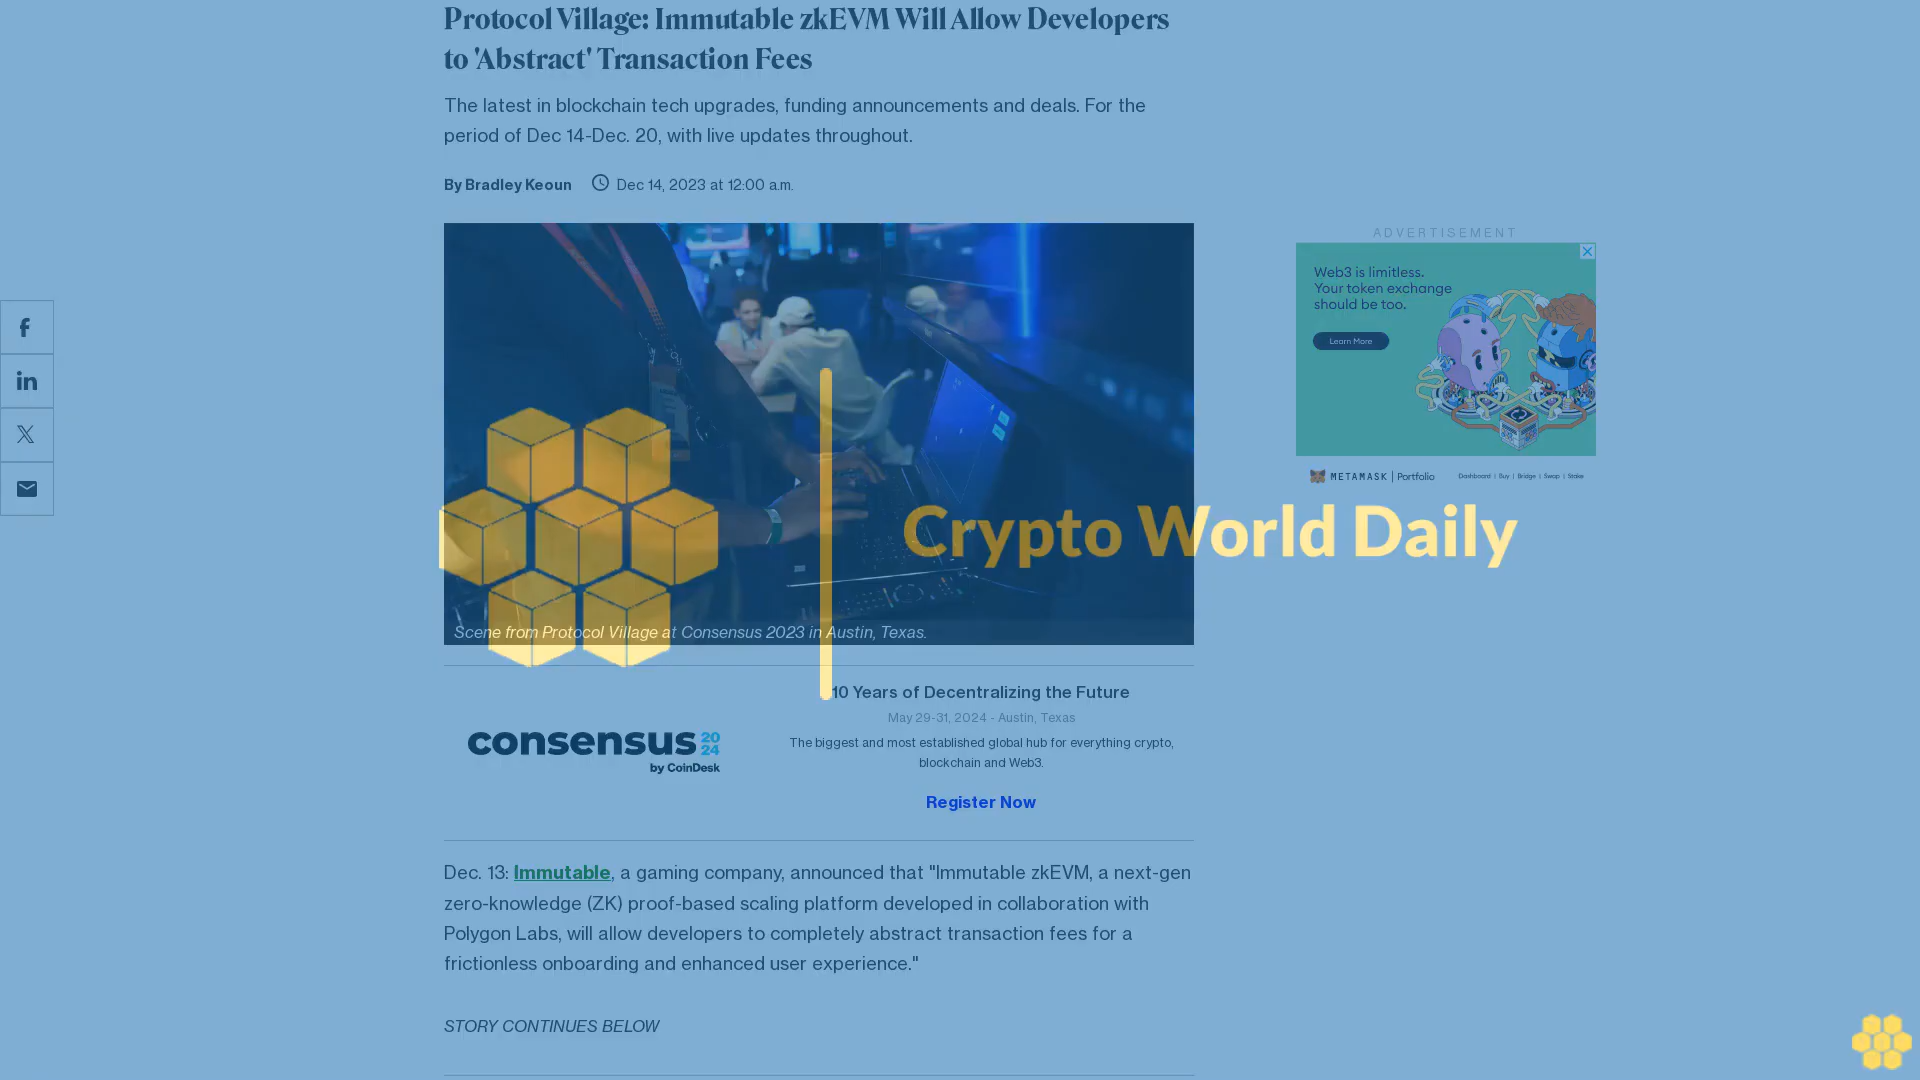 Protocol Village: Immutable zkEVM Will Allow Developers
to 'Abstract' Transaction Fees
The latest in blockchain tech upgrades, funding announcements and deals. For the
period of Dec 14-Dec. 20, with live updates throughout.
By Bradley Keoun Dec 14, 2023 at 12:00 a.m.
ADVERTISEMENT
Web3 is limitless.
Your token exchange
should be too.
Learn More
METAMASK | Portfolio
Dashboard | Buy | Bridge | Swap | Stake
Crypto World Daily
Scene from Protocol Village at Consensus 2023 in Austin, Texas.
consensus 2024
by CoinDesk
10 Years of Decentralizing the Future
May 29-31, 2024 - Austin, Texas
The biggest and most established global hub for everything crypto,
blockchain and Web3.
Register Now
Dec. 13: Immutable, a gaming company, announced that "Immutable zkEVM, a next-gen
zero-knowledge (ZK) proof-based scaling platform developed in collaboration with
Polygon Labs, will allow developers to completely abstract transaction fees for a
frictionless onboarding and enhanced user experience."
STORY CONTINUES BELOW